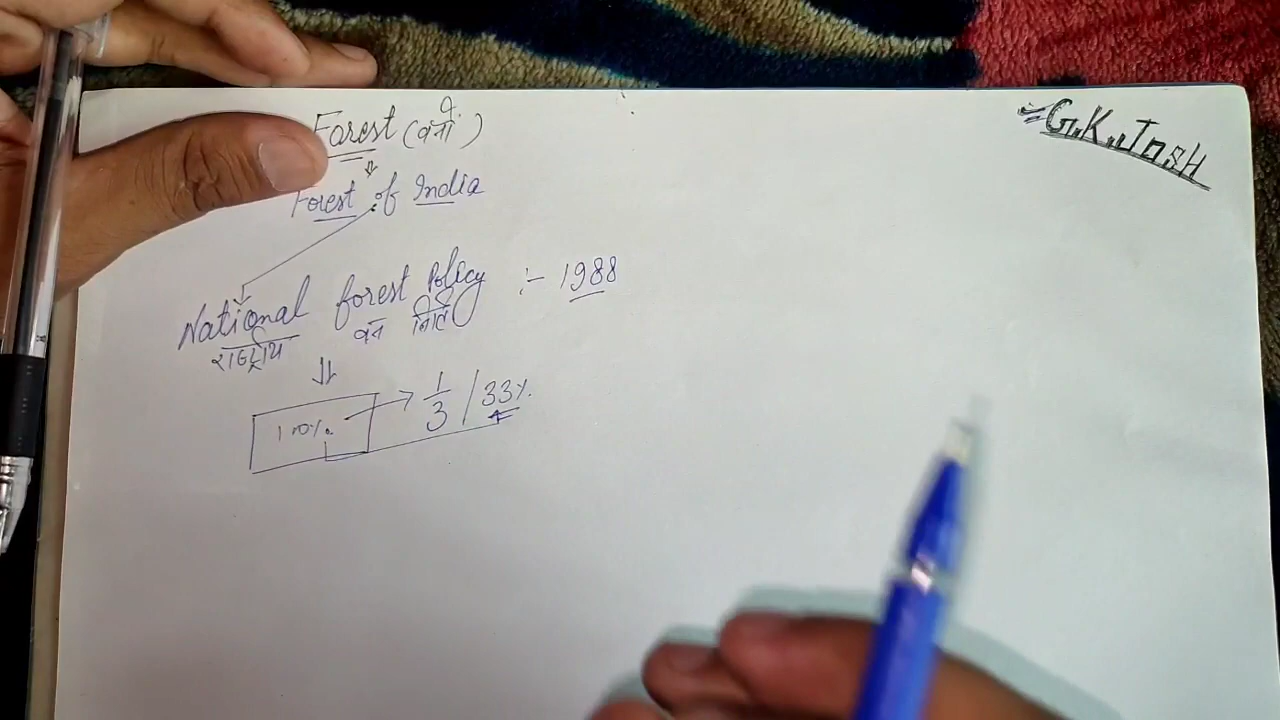 Forest (वनों)
G.K. Josh
Forest of India
National forest Policy :- 1988
राष्ट्रिय वन निति
100% → 1/3 / 33%